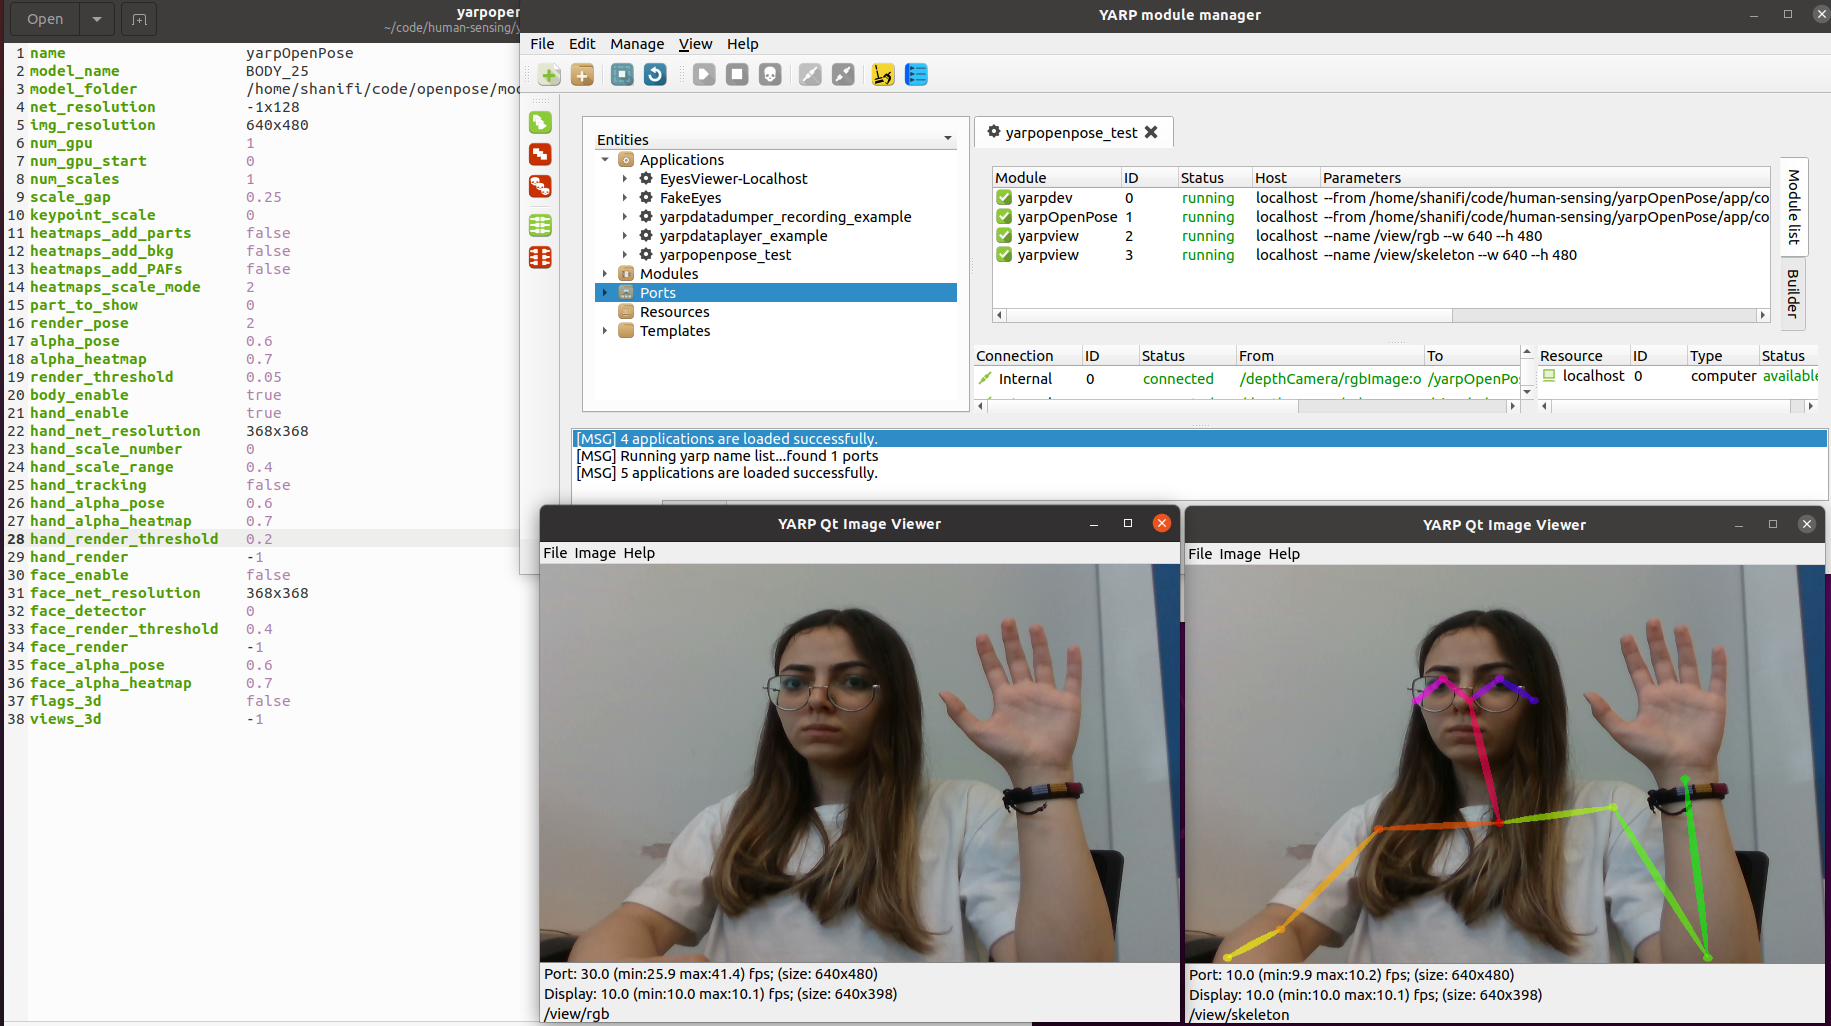 Open
yarpoper
~/code/human-sensing/y
1 name yarpOpenPose
2 model_name BODY_25
3 model_folder /home/shanifi/code/openpose/mod
4 net_resolution -1x128
5 img_resolution 640x480
6 num_gpu 1
7 num_gpu_start 0
8 num_scales 1
9 scale_gap 0.25
10 keypoint_scale 0
11 heatmaps_add_parts false
12 heatmaps_add_bkg false
13 heatmaps_add_PAFs false
14 heatmaps_scale_mode 2
15 part_to_show 0
16 render_pose 2
17 alpha_pose 0.6
18 alpha_heatmap 0.7
19 render_threshold 0.05
20 body_enable true
21 hand_enable true
22 hand_net_resolution 368x368
23 hand_scale_number 0
24 hand_scale_range 0.4
25 hand_tracking false
26 hand_alpha_pose 0.6
27 hand_alpha_heatmap 0.7
28 hand_render_threshold 0.2
29 hand_render -1
30 face_enable false
31 face_net_resolution 368x368
32 face_detector 0
33 face_render_threshold 0.4
34 face_render -1
35 face_alpha_pose 0.6
36 face_alpha_heatmap 0.7
37 flags_3d false
38 views_3d -1
YARP module manager
File Edit Manage View Help
Entities
Applications
EyesViewer-Localhost
FakeEyes
yarpdatadumper_recording_example
yarpdataplayer_example
yarpopenpose_test
Modules
Ports
Resources
Templates
yarpopenpose_test
Module ID Status Host Parameters
yarpdev 0 running localhost --from /home/shanifi/code/human-sensing/yarpOpenPose/app/co
yarpOpenPose 1 running localhost --from /home/shanifi/code/human-sensing/yarpOpenPose/app/co
yarpview 2 running localhost --name /view/rgb --w 640 --h 480
yarpview 3 running localhost --name /view/skeleton --w 640 --h 480
Module list
Builder
Connection ID Status From To
Internal 0 connected /depthCamera/rgbImage:o /yarpOpenPo
Resource ID Type Status
localhost 0 computer available
[MSG] 4 applications are loaded successfully.
[MSG] Running yarp name list...found 1 ports
[MSG] 5 applications are loaded successfully.
YARP Qt Image Viewer
File Image Help
Port: 30.0 (min:25.9 max:41.4) fps; (size: 640x480)
Display: 10.0 (min:10.0 max:10.1) fps; (size: 640x398)
/view/rgb
YARP Qt Image Viewer
File Image Help
Port: 10.0 (min:9.9 max:10.2) fps; (size: 640x480)
Display: 10.0 (min:10.0 max:10.1) fps; (size: 640x398)
/view/skeleton